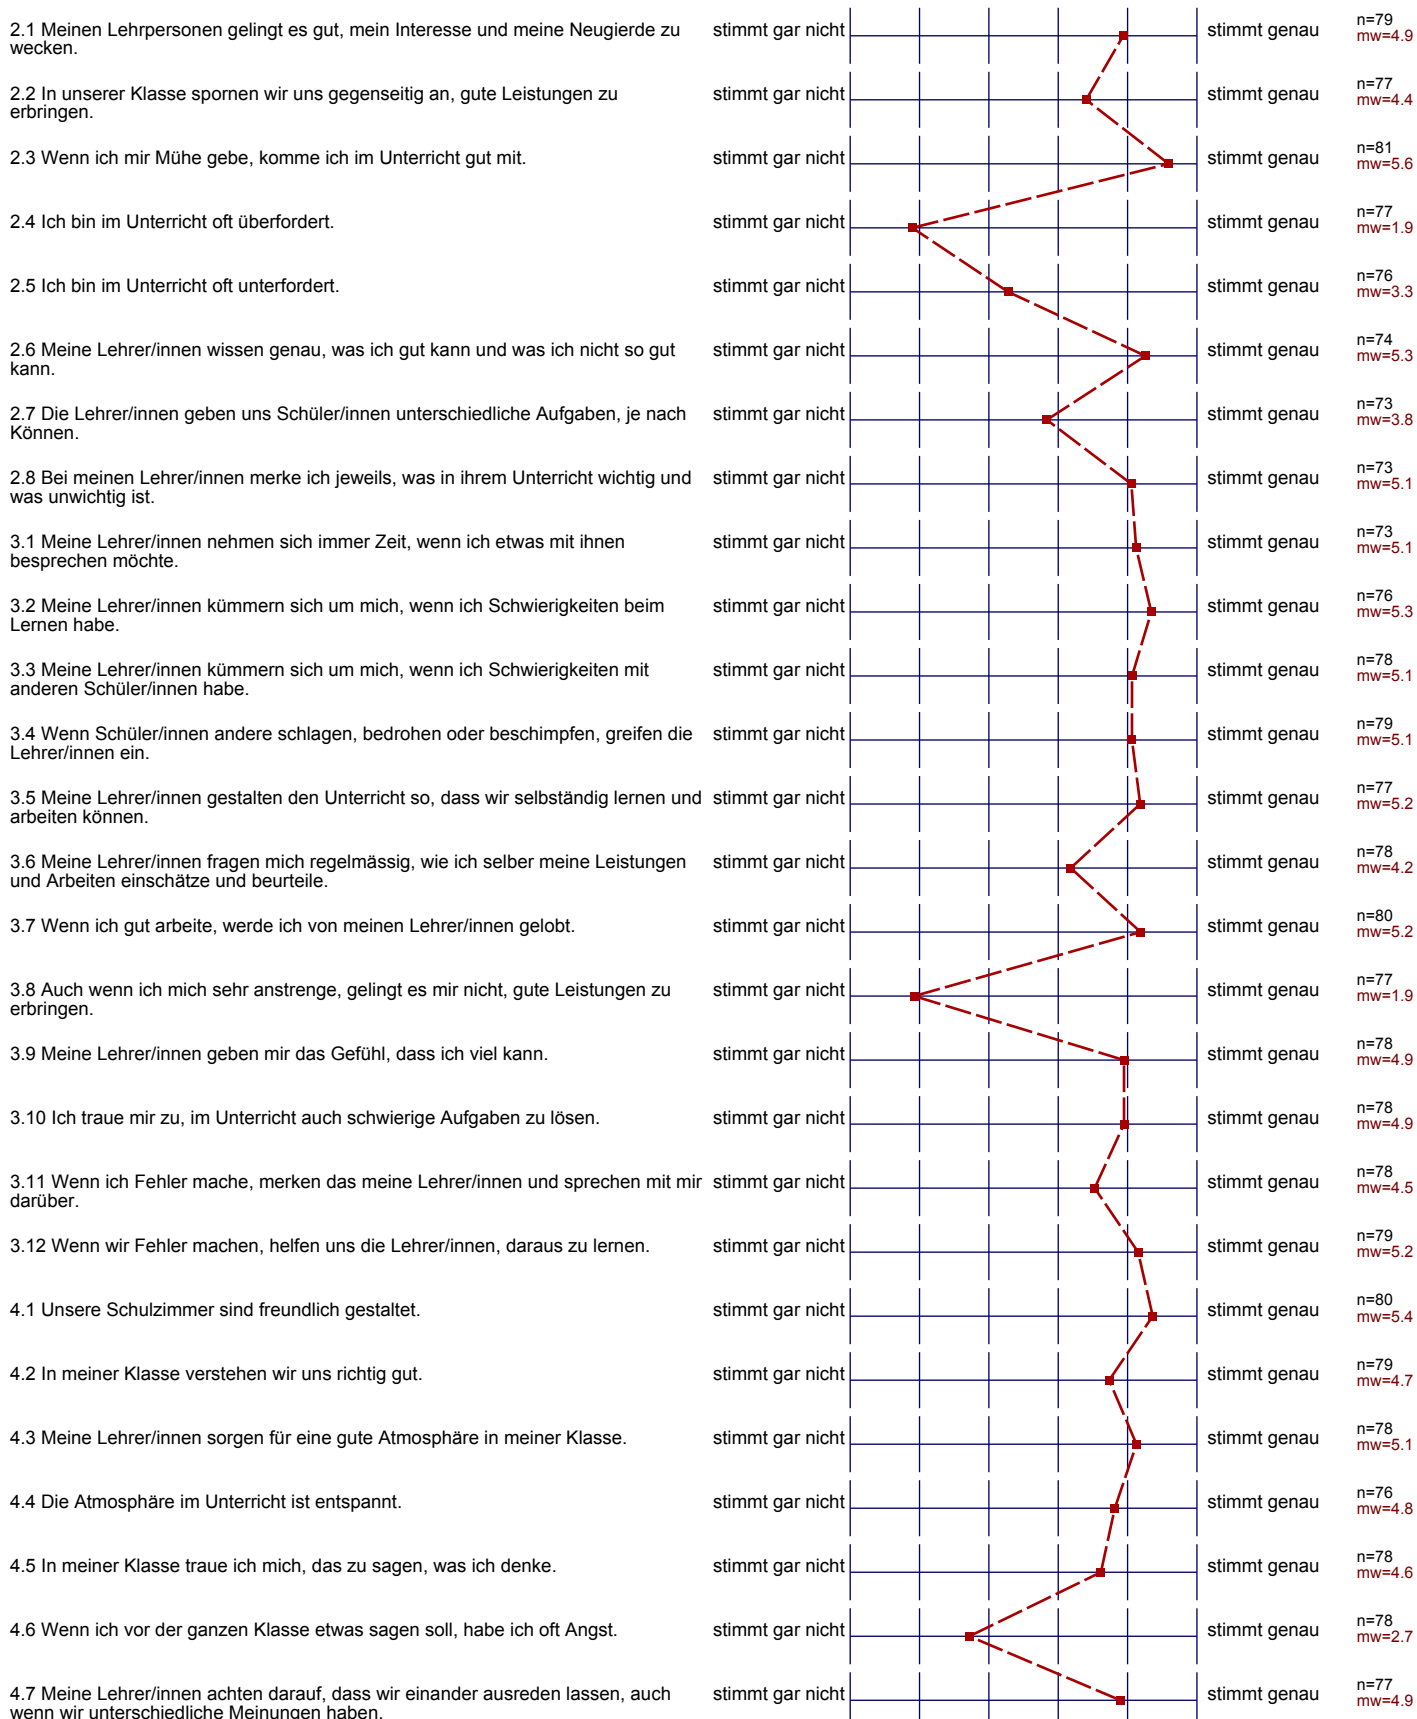 2.1 Meinen Lehrpersonen gelingt es gut, mein Interesse und meine Neugierde zu
wecken.
stimmt gar nicht
stimmt genau
n=79
mw=4.9
2.2 In unserer Klasse spornen wir uns gegenseitig an, gute Leistungen zu
erbringen.
stimmt gar nicht
stimmt genau
n=77
mw=4.4
2.3 Wenn ich mir Mühe gebe, komme ich im Unterricht gut mit.
stimmt gar nicht
stimmt genau
n=81
mw=5.6
2.4 Ich bin im Unterricht oft überfordert.
stimmt gar nicht
stimmt genau
n=77
mw=1.9
2.5 Ich bin im Unterricht oft unterfordert.
stimmt gar nicht
stimmt genau
n=76
mw=3.3
2.6 Meine Lehrer/innen wissen genau, was ich gut kann und was ich nicht so gut
kann.
stimmt gar nicht
stimmt genau
n=74
mw=5.3
2.7 Die Lehrer/innen geben uns Schüler/innen unterschiedliche Aufgaben, je nach
Können.
stimmt gar nicht
stimmt genau
n=73
mw=3.8
2.8 Bei meinen Lehrer/innen merke ich jeweils, was in ihrem Unterricht wichtig und
was unwichtig ist.
stimmt gar nicht
stimmt genau
n=73
mw=5.1
3.1 Meine Lehrer/innen nehmen sich immer Zeit, wenn ich etwas mit ihnen
besprechen möchte.
stimmt gar nicht
stimmt genau
n=73
mw=5.1
3.2 Meine Lehrer/innen kümmern sich um mich, wenn ich Schwierigkeiten beim
Lernen habe.
stimmt gar nicht
stimmt genau
n=76
mw=5.3
3.3 Meine Lehrer/innen kümmern sich um mich, wenn ich Schwierigkeiten mit
anderen Schüler/innen habe.
stimmt gar nicht
stimmt genau
n=78
mw=5.1
3.4 Wenn Schüler/innen andere schlagen, bedrohen oder beschimpfen, greifen die
Lehrer/innen ein.
stimmt gar nicht
stimmt genau
n=79
mw=5.1
3.5 Meine Lehrer/innen gestalten den Unterricht so, dass wir selbständig lernen und
arbeiten können.
stimmt gar nicht
stimmt genau
n=77
mw=5.2
3.6 Meine Lehrer/innen fragen mich regelmässig, wie ich selber meine Leistungen
und Arbeiten einschätze und beurteile.
stimmt gar nicht
stimmt genau
n=78
mw=4.2
3.7 Wenn ich gut arbeite, werde ich von meinen Lehrer/innen gelobt.
stimmt gar nicht
stimmt genau
n=80
mw=5.2
3.8 Auch wenn ich mich sehr anstrenge, gelingt es mir nicht, gute Leistungen zu
erbringen.
stimmt gar nicht
stimmt genau
n=77
mw=1.9
3.9 Meine Lehrer/innen geben mir das Gefühl, dass ich viel kann.
stimmt gar nicht
stimmt genau
n=78
mw=4.9
3.10 Ich traue mir zu, im Unterricht auch schwierige Aufgaben zu lösen.
stimmt gar nicht
stimmt genau
n=78
mw=4.9
3.11 Wenn ich Fehler mache, merken das meine Lehrer/innen und sprechen mit mir
darüber.
stimmt gar nicht
stimmt genau
n=78
mw=4.5
3.12 Wenn wir Fehler machen, helfen uns die Lehrer/innen, daraus zu lernen.
stimmt gar nicht
stimmt genau
n=79
mw=5.2
4.1 Unsere Schulzimmer sind freundlich gestaltet.
stimmt gar nicht
stimmt genau
n=80
mw=5.4
4.2 In meiner Klasse verstehen wir uns richtig gut.
stimmt gar nicht
stimmt genau
n=79
mw=4.7
4.3 Meine Lehrer/innen sorgen für eine gute Atmosphäre in meiner Klasse.
stimmt gar nicht
stimmt genau
n=78
mw=5.1
4.4 Die Atmosphäre im Unterricht ist entspannt.
stimmt gar nicht
stimmt genau
n=76
mw=4.8
4.5 In meiner Klasse traue ich mich, das zu sagen, was ich denke.
stimmt gar nicht
stimmt genau
n=78
mw=4.6
4.6 Wenn ich vor der ganzen Klasse etwas sagen soll, habe ich oft Angst.
stimmt gar nicht
stimmt genau
n=78
mw=2.7
4.7 Meine Lehrer/innen achten darauf, dass wir einander ausreden lassen, auch
wenn wir unterschiedliche Meinungen haben.
stimmt gar nicht
stimmt genau
n=77
mw=4.9